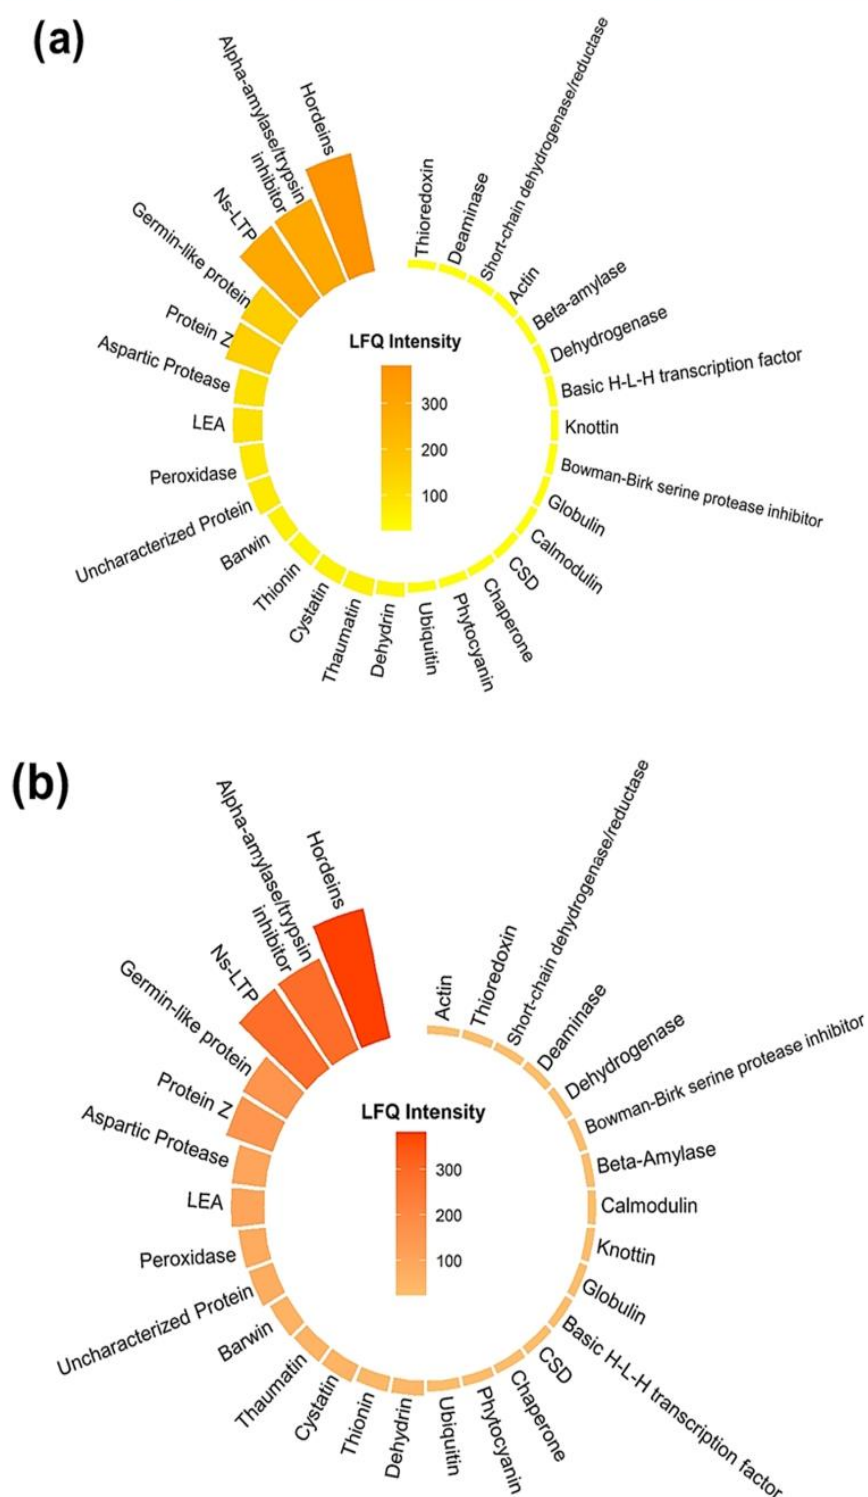 (a)
Hordeins
Alpha-amylase/trypsin
inhibitor
Ns-LTP
Germin-like protein
Protein Z
Aspartic Protease
LEA
Peroxidase
Uncharacterized Protein
Barwin
Thionin
Cystatin
Thaumatin
Dehydrin
Ubiquitin
Phytocyanin
Chaperone
CSD
Calmodulin
Globulin
Bowman-Birk serine protease inhibitor
Knottin
Basic H-L-H transcription factor
Dehydrogenase
Beta-amylase
Actin
Short-chain dehydrogenase/reductase
Deaminase
Thioredoxin
LFQ Intensity
300
200
100
(b)
Hordeins
Alpha-amylase/trypsin
inhibitor
Ns-LTP
Germin-like protein
Protein Z
Aspartic Protease
LEA
Peroxidase
Uncharacterized Protein
Barwin
Thaumatin
Cystatin
Thionin
Dehydrin
Ubiquitin
Phytocyanin
Chaperone
CSD
Basic H-L-H transcription factor
Globulin
Knottin
Calmodulin
Beta-Amylase
Bowman-Birk serine protease inhibitor
Dehydrogenase
Deaminase
Short-chain dehydrogenase/reductase
Thioredoxin
Actin
LFQ Intensity
300
200
100